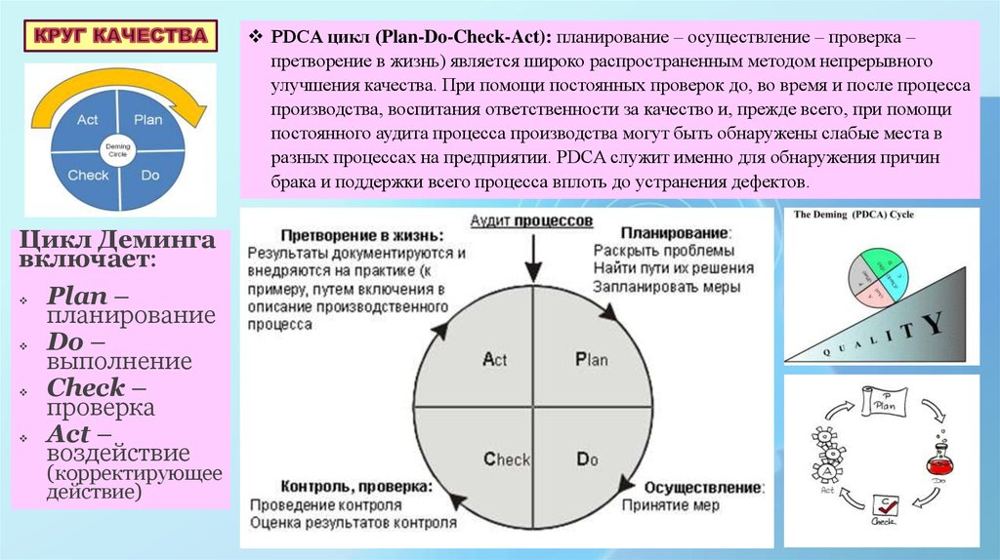 КРУГ КАЧЕСТВА
❖ PDCA цикл (Plan-Do-Check-Act): планирование – осуществление – проверка –
претворение в жизнь) является широко распространенным методом непрерывного
улучшения качества. При помощи постоянных проверок до, во время и после процесса
производства, воспитания ответственности за качество и, прежде всего, при помощи
постоянного аудита процесса производства могут быть обнаружены слабые места в
разных процессах на предприятии. PDCA служит именно для обнаружения причин
брака и поддержки всего процесса вплоть до устранения дефектов.
Act
Plan
Deming
Circle
Check
Do
Цикл Деминга
включает:
❖ Plan –
планирование
❖ Do –
выполнение
❖ Check –
проверка
❖ Act –
воздействие
(корректирующее
действие)
Аудит процессов
Претворение в жизнь:
Результаты документируются и
внедряются на практике (к
примеру, путем включения в
описание производственного
процесса
Планирование:
Раскрыть проблемы
Найти пути их решения
Запланировать меры
Act
Plan
Check
Do
Контроль, проверка:
Проведение контроля
Оценка результатов контроля
Осуществление:
Принятие мер
The Deming (PDCA) Cycle
QUALITY
P
Plan
Do
C
Check
A
Act